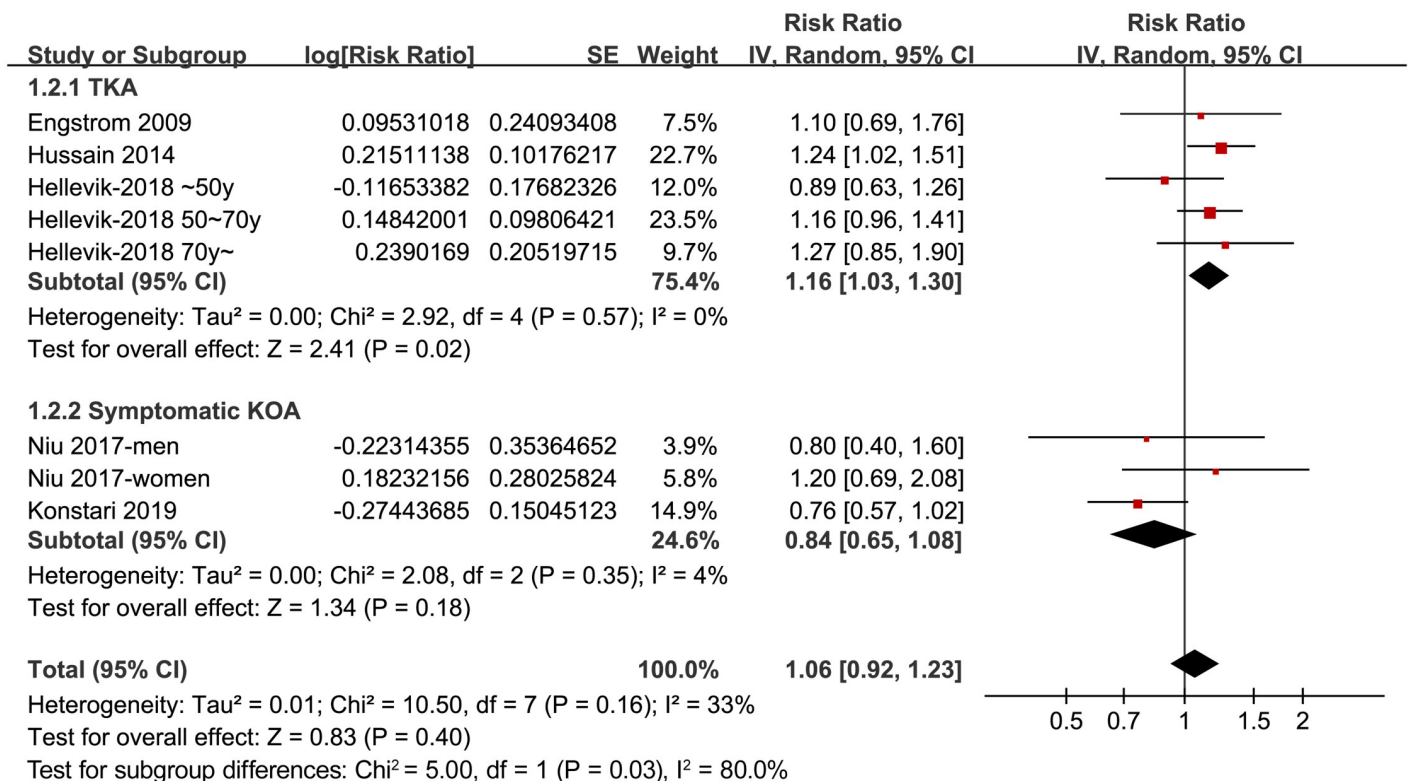 Risk Ratio Risk Ratio
Study or Subgroup log[Risk Ratio] SE Weight IV, Random, 95% CI IV, Random, 95% CI
1.2.1 TKA
Engstrom 2009 0.09531018 0.24093408 7.5% 1.10 [0.69, 1.76]
Hussain 2014 0.21511138 0.10176217 22.7% 1.24 [1.02, 1.51]
Hellevik-2018 ~50y -0.11653382 0.17682326 12.0% 0.89 [0.63, 1.26]
Hellevik-2018 50~70y 0.14842001 0.09806421 23.5% 1.16 [0.96, 1.41]
Hellevik-2018 70y~ 0.2390169 0.20519715 9.7% 1.27 [0.85, 1.90]
Subtotal (95% CI) 75.4% 1.16 [1.03, 1.30]
Heterogeneity: Tau² = 0.00; Chi² = 2.92, df = 4 (P = 0.57); I² = 0%
Test for overall effect: Z = 2.41 (P = 0.02)
1.2.2 Symptomatic KOA
Niu 2017-men -0.22314355 0.35364652 3.9% 0.80 [0.40, 1.60]
Niu 2017-women 0.18232156 0.28025824 5.8% 1.20 [0.69, 2.08]
Konstari 2019 -0.27443685 0.15045123 14.9% 0.76 [0.57, 1.02]
Subtotal (95% CI) 24.6% 0.84 [0.65, 1.08]
Heterogeneity: Tau² = 0.00; Chi² = 2.08, df = 2 (P = 0.35); I² = 4%
Test for overall effect: Z = 1.34 (P = 0.18)
Total (95% CI) 100.0% 1.06 [0.92, 1.23]
Heterogeneity: Tau² = 0.01; Chi² = 10.50, df = 7 (P = 0.16); I² = 33%
Test for overall effect: Z = 0.83 (P = 0.40)
Test for subgroup differences: Chi² = 5.00, df = 1 (P = 0.03), I² = 80.0%
0.5 0.7 1 1.5 2